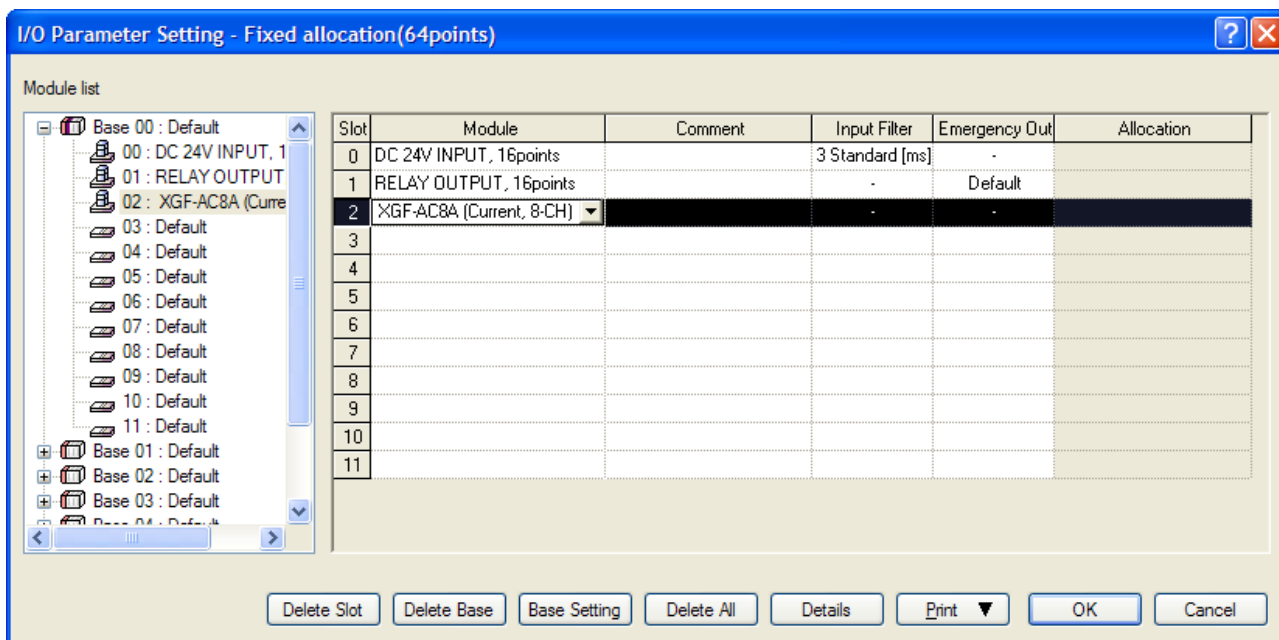 I/O Parameter Setting - Fixed allocation(64points)
Module list
Base 00 : Default
00 : DC 24V INPUT, 1
01 : RELAY OUTPUT
02 : XGF-AC8A (Curre
03 : Default
04 : Default
05 : Default
06 : Default
07 : Default
08 : Default
09 : Default
10 : Default
11 : Default
Base 01 : Default
Base 02 : Default
Base 03 : Default
Base 04 : Default
Slot Module Comment Input Filter Emergency Out Allocation
0 DC 24V INPUT, 16points 3 Standard [ms] -
1 RELAY OUTPUT, 16points - Default
2 XGF-AC8A (Current, 8-CH) - -
3
4
5
6
7
8
9
10
11
Delete Slot Delete Base Base Setting Delete All Details Print ▼ OK Cancel